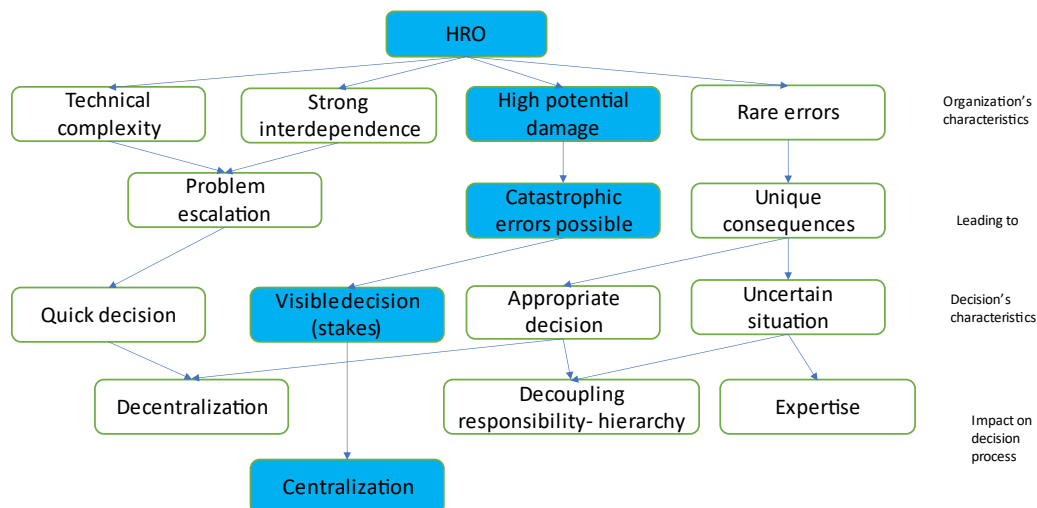 HRO
Technical
complexity
Strong
interdependence
High potential
damage
Rare errors
Organization's
characteristics
Problem
escalation
Catastrophic
errors possible
Unique
consequences
Leading to
Quick decision
Visible decision
(stakes)
Appropriate
decision
Uncertain
situation
Decision's
characteristics
Decentralization
Decoupling
responsibility- hierarchy
Expertise
Impact on
decision
process
Centralization